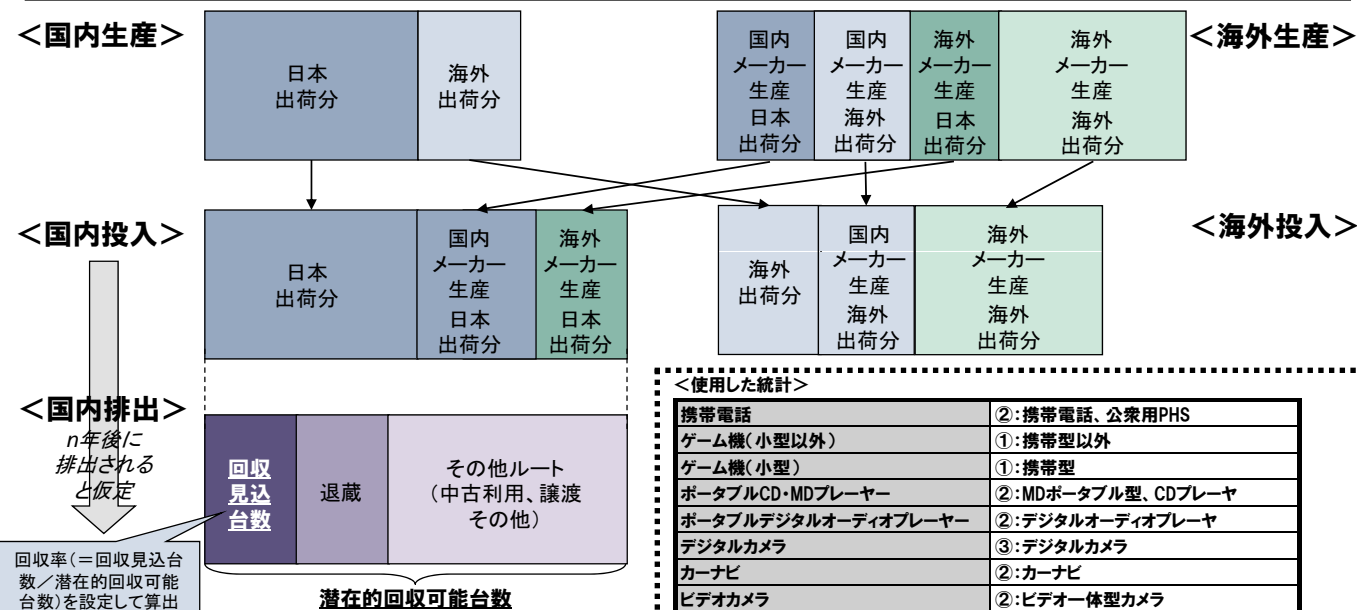 ＜国内生産＞
日本
出荷分
海外
出荷分
国内
メーカー
生産
日本
出荷分
国内
メーカー
生産
海外
出荷分
海外
メーカー
生産
日本
出荷分
海外
メーカー
生産
海外
出荷分
＜海外生産＞
＜国内投入＞
日本
出荷分
国内
メーカー
生産
日本
出荷分
海外
メーカー
生産
日本
出荷分
海外
出荷分
国内
メーカー
生産
海外
出荷分
海外
メーカー
生産
海外
出荷分
＜海外投入＞
＜国内排出＞
n年後に
排出される
と仮定
回収率（＝回収見込台
数／潜在的回収可能
台数）を設定して算出
回収
見込
台数
退蔵
その他ルート
（中古利用、譲渡
その他）
潜在的回収可能台数
＜使用した統計＞
携帯電話 ②：携帯電話、公衆用PHS
ゲーム機（小型以外） ①：携帯型以外
ゲーム機（小型） ①：携帯型
ポータブルCD・MDプレーヤー ②：MDポータブル型、CDプレーヤ
ポータブルデジタルオーディオプレーヤー ②：デジタルオーディオプレーヤ
デジタルカメラ ③：デジタルカメラ
カーナビ ②：カーナビ
ビデオカメラ ②：ビデオ一体型カメラ